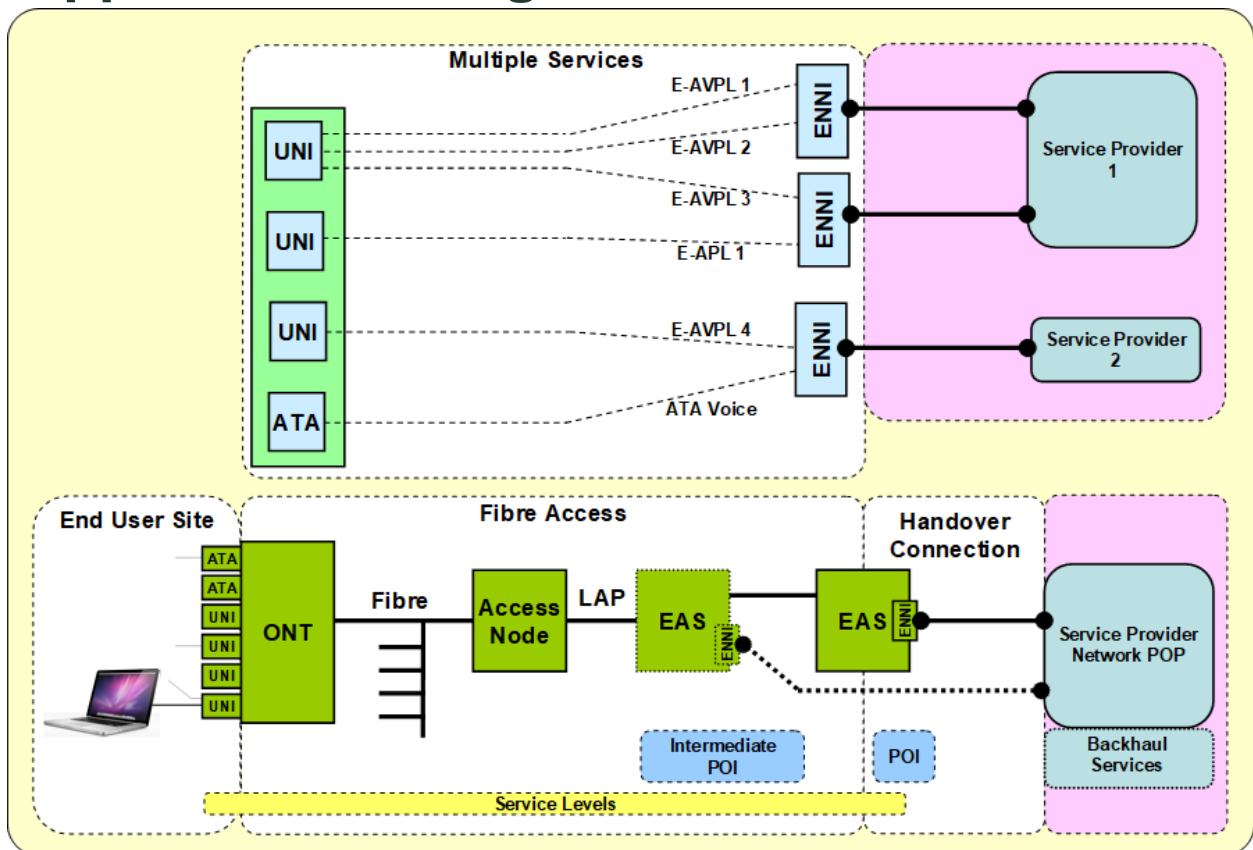 Multiple Services
E-AVPL 1
ENNI
UNI
E-AVPL 2
Service Provider
1
E-AVPL 3
ENNI
UNI
E-APL 1
UNI
E-AVPL 4
ENNI
Service Provider
2
ATA
ATA Voice
End User Site
Fibre Access
Handover
Connection
ATA
ATA
UNI
UNI
UNI
UNI
ONT
Fibre
Access
Node
LAP
EAS
ENNI
EAS
ENNI
Service Provider
Network POP
Intermediate
POI
POI
Backhaul
Services
Service Levels